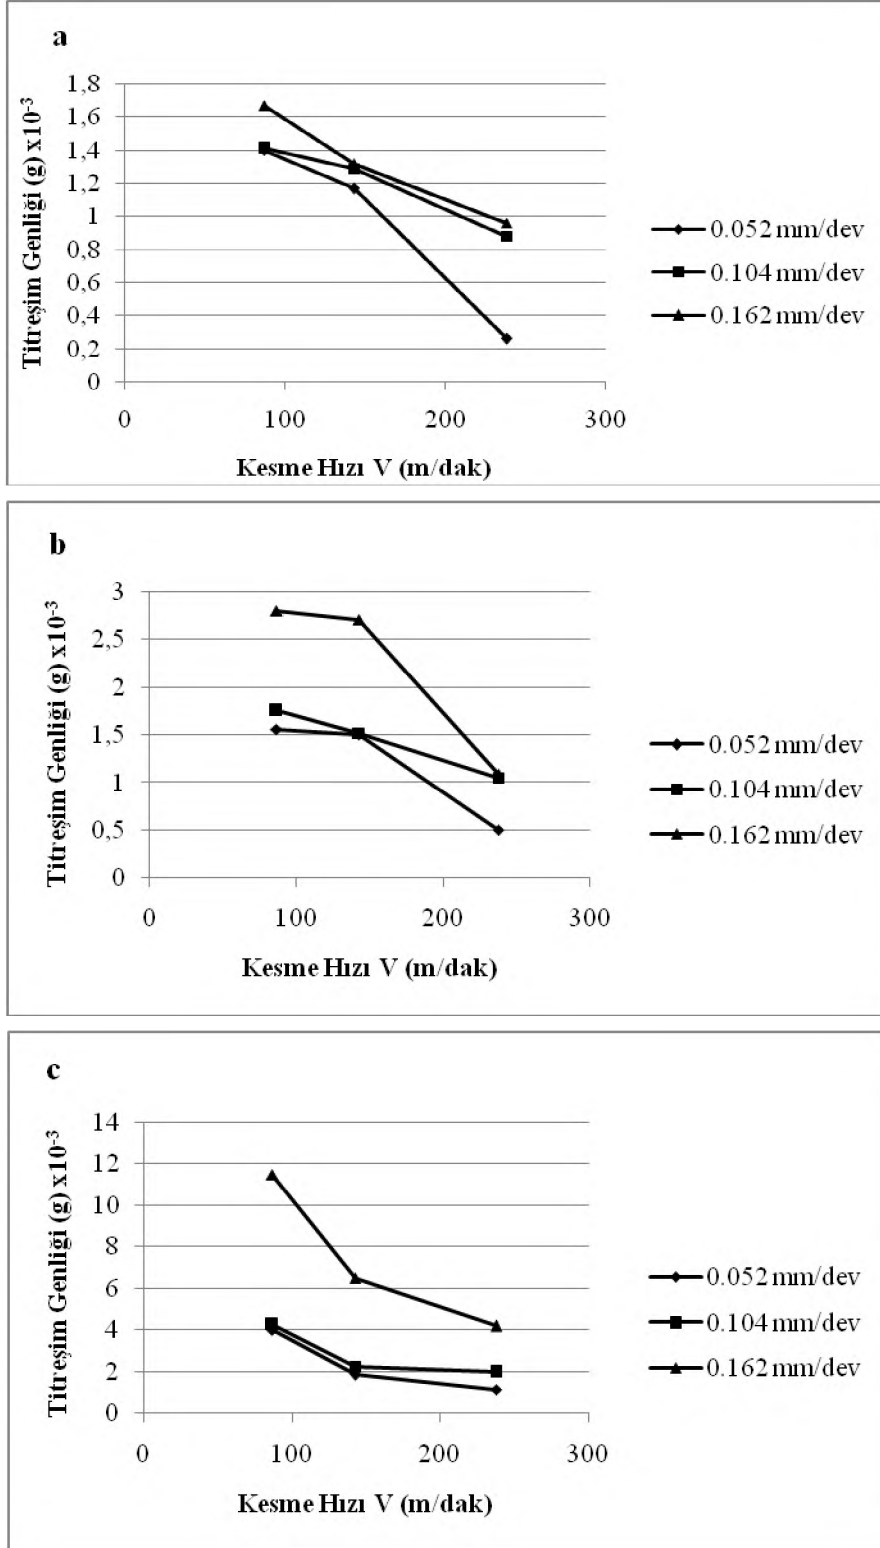 a
Titreşim Genliği (g) x10⁻³
1,8
1,6
1,4
1,2
1
0,8
0,6
0,4
0,2
0
0 100 200 300
Kesme Hızı V (m/dak)
0.052 mm/dev
0.104 mm/dev
0.162 mm/dev
b
Titreşim Genliği (g) x10⁻³
3
2,5
2
1,5
1
0,5
0
0 100 200 300
Kesme Hızı V (m/dak)
0.052 mm/dev
0.104 mm/dev
0.162 mm/dev
c
Titreşim Genliği (g) x10⁻³
14
12
10
8
6
4
2
0
0 100 200 300
Kesme Hızı V (m/dak)
0.052 mm/dev
0.104 mm/dev
0.162 mm/dev